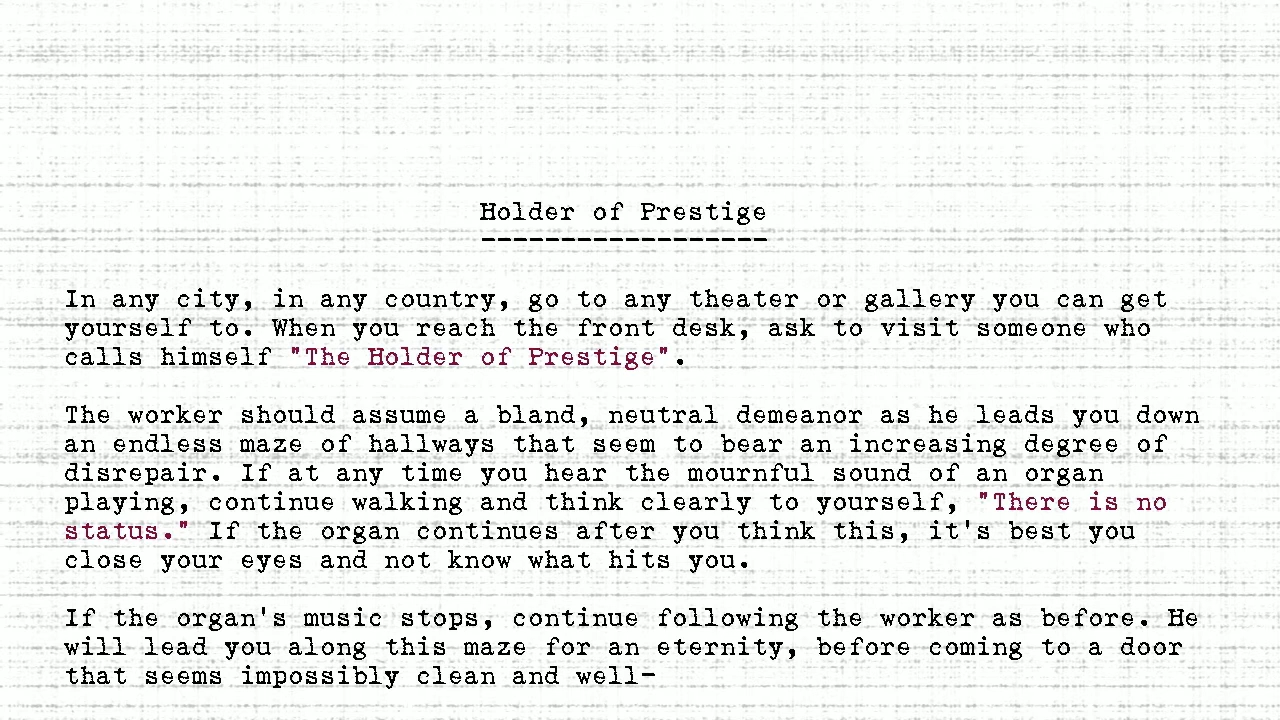 Holder of Prestige
------------------
In any city, in any country, go to any theater or gallery you can get
yourself to. When you reach the front desk, ask to visit someone who
calls himself "The Holder of Prestige".
The worker should assume a bland, neutral demeanor as he leads you down
an endless maze of hallways that seem to bear an increasing degree of
disrepair. If at any time you hear the mournful sound of an organ
playing, continue walking and think clearly to yourself, "There is no
status." If the organ continues after you think this, it's best you
close your eyes and not know what hits you.
If the organ's music stops, continue following the worker as before. He
will lead you along this maze for an eternity, before coming to a door
that seems impossibly clean and well-